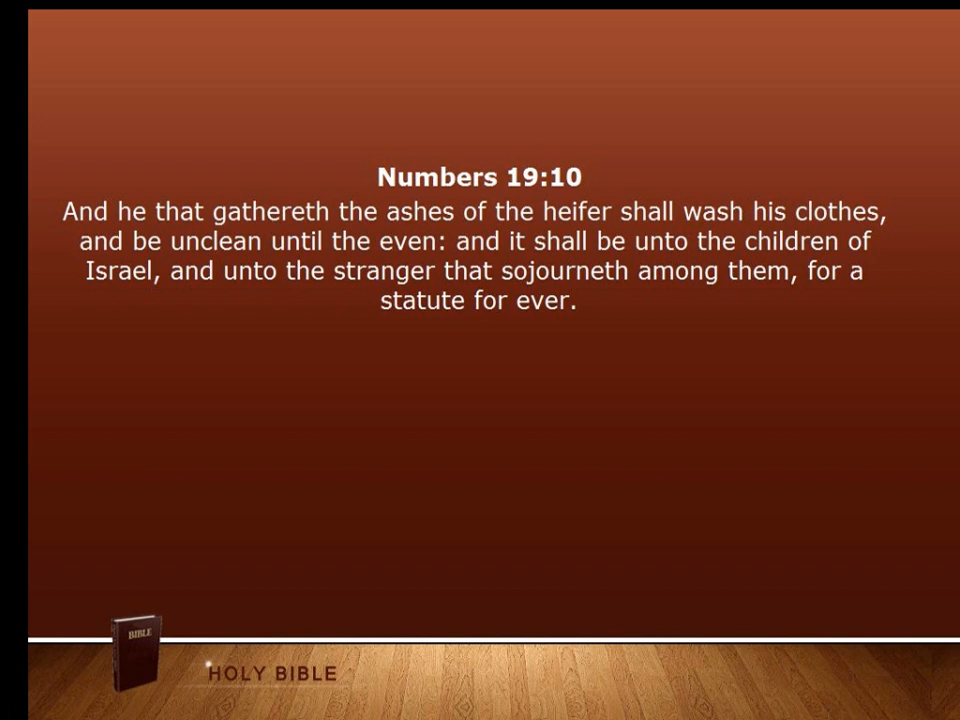 Numbers 19:10
And he that gathereth the ashes of the heifer shall wash his clothes,
and be unclean until the even: and it shall be unto the children of
Israel, and unto the stranger that sojourneth among them, for a
statute for ever.
BIBLE
HOLY BIBLE